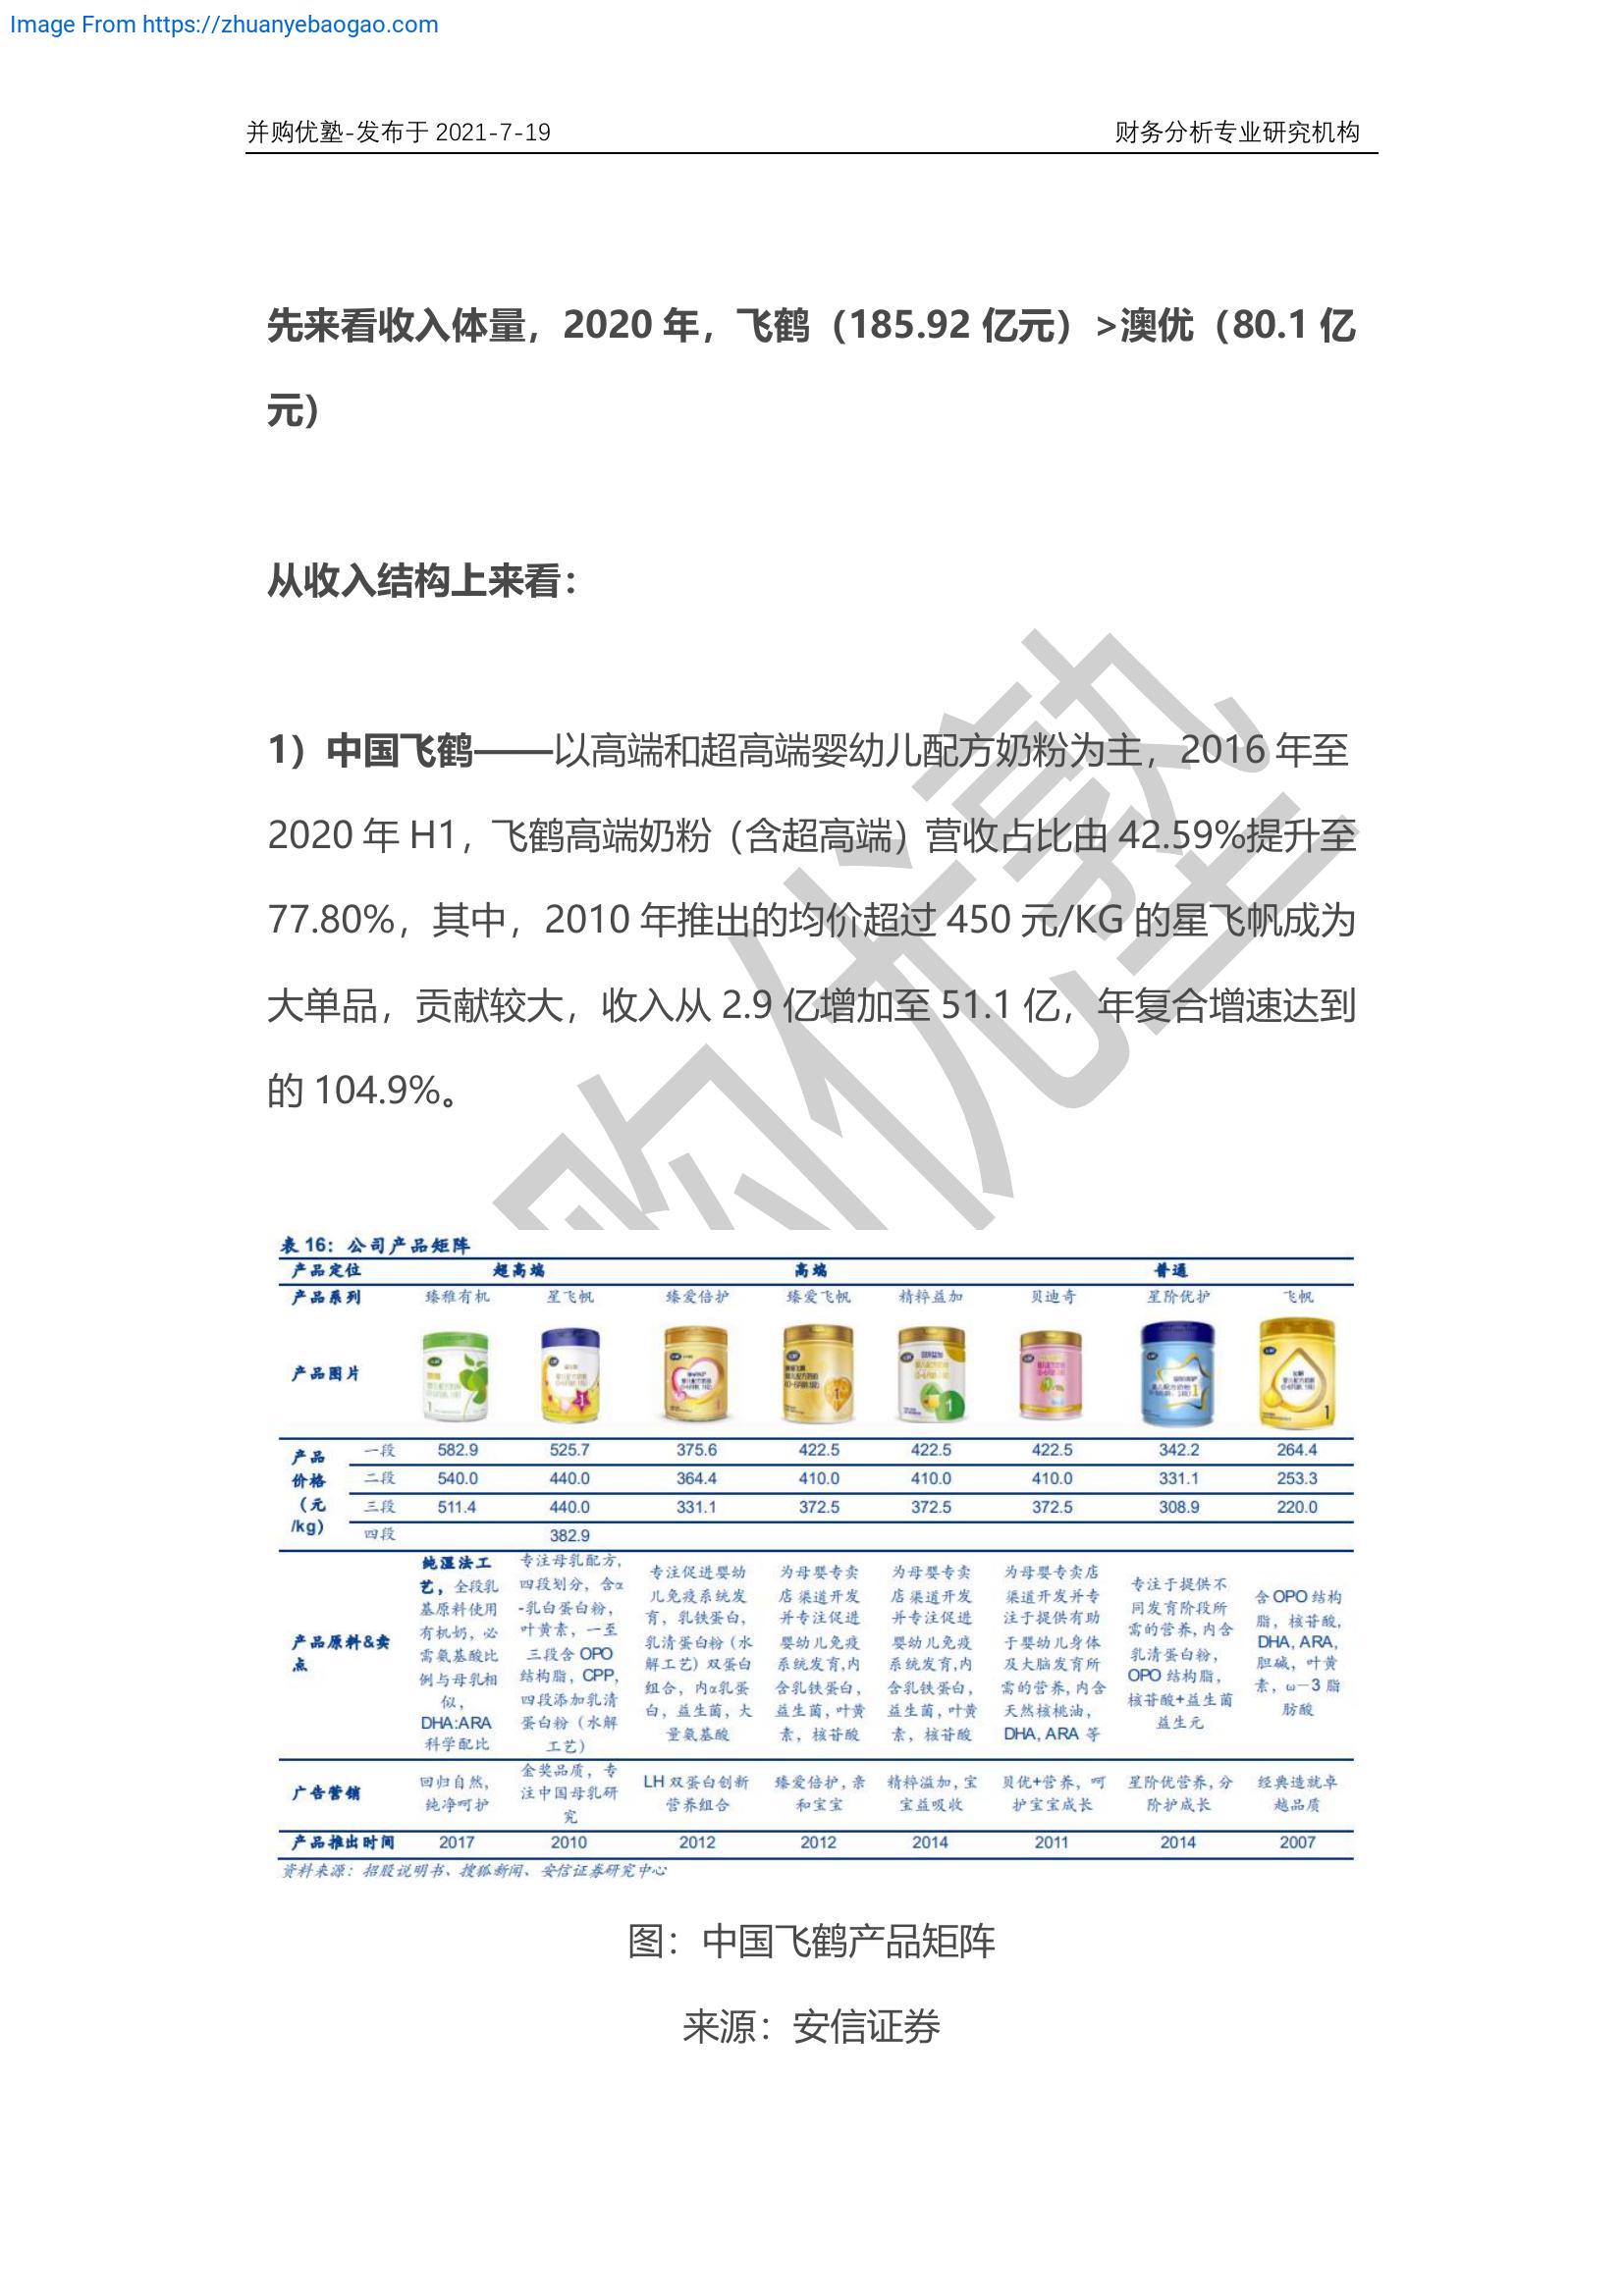 Image From https://zhuanyebaogao.com
并购优塾-发布于 2021-7-19 财务分析专业研究机构
先来看收入体量，2020 年，飞鹤（185.92 亿元）>澳优（80.1 亿
元）
从收入结构上来看：
1）中国飞鹤——以高端和超高端婴幼儿配方奶粉为主，2016 年至
2020 年 H1，飞鹤高端奶粉（含超高端）营收占比由 42.59%提升至
77.80%，其中，2010 年推出的均价超过 450 元/KG 的星飞帆成为
大单品，贡献较大，收入从 2.9 亿增加至 51.1 亿，年复合增速达到
的 104.9%。
购优塾
表 16：公司产品矩阵
产品定位 超高端 高端 普通
产品系列 臻雅有机 星飞帆 臻爱倍护 臻爱飞帆 精粹益加 贝迪奇 星阶优护 飞帆
产品图片
产品价格（元/kg）
一段 582.9 525.7 375.6 422.5 422.5 422.5 342.2 264.4
二段 540.0 440.0 364.4 410.0 410.0 410.0 331.1 253.3
三段 511.4 440.0 331.1 372.5 372.5 372.5 308.9 220.0
四段 382.9
产品原料&卖点
纯湿法工
艺，全段乳
基原料使用
有机奶，必
需氨基酸比
例与母乳相
似，
DHA:ARA
科学配比
专注母乳配方，
四段划分，含α
-乳白蛋白粉，
叶黄素，一至
三段含 OPO
结构脂，CPP，
四段添加乳清
蛋白粉（水解
工艺）
专注促进婴幼
儿免疫系统发
育，乳铁蛋白，
乳清蛋白粉（水
解工艺）双蛋白
组合，内α乳蛋
白，益生菌，大
量氨基酸
为母婴专卖
店渠道开发
并专注促进
婴幼儿免疫
系统发育,内
含乳铁蛋白，
益生菌，叶黄
素，核苷酸
为母婴专卖
店渠道开发
并专注促进
婴幼儿免疫
系统发育,内
含乳铁蛋白，
益生菌，叶黄
素，核苷酸
为母婴专卖店
渠道开发并专
注于提供有助
于婴幼儿身体
及大脑发育所
需的营养,内含
天然核桃油，
DHA, ARA 等
专注于提供不
同发育阶段所
需的营养,内含
乳清蛋白粉，
OPO 结构脂，
核苷酸+益生菌
益生元
含 OPO 结构
脂，核苷酸，
DHA, ARA，
胆碱，叶黄
素，ω－3 脂
肪酸
广告营销
回归自然，
纯净呵护
金奖品质，专
注中国母乳研
究
LH 双蛋白创新
营养组合
臻爱倍护，亲
和宝宝
精粹溢加，宝
宝益吸收
贝优+营养，呵
护宝宝成长
星阶优营养，分
阶护成长
经典造就卓
越品质
产品推出时间 2017 2010 2012 2012 2014 2011 2014 2007
资料来源：招股说明书、搜狐新闻、安信证券研究中心
图：中国飞鹤产品矩阵
来源：安信证券